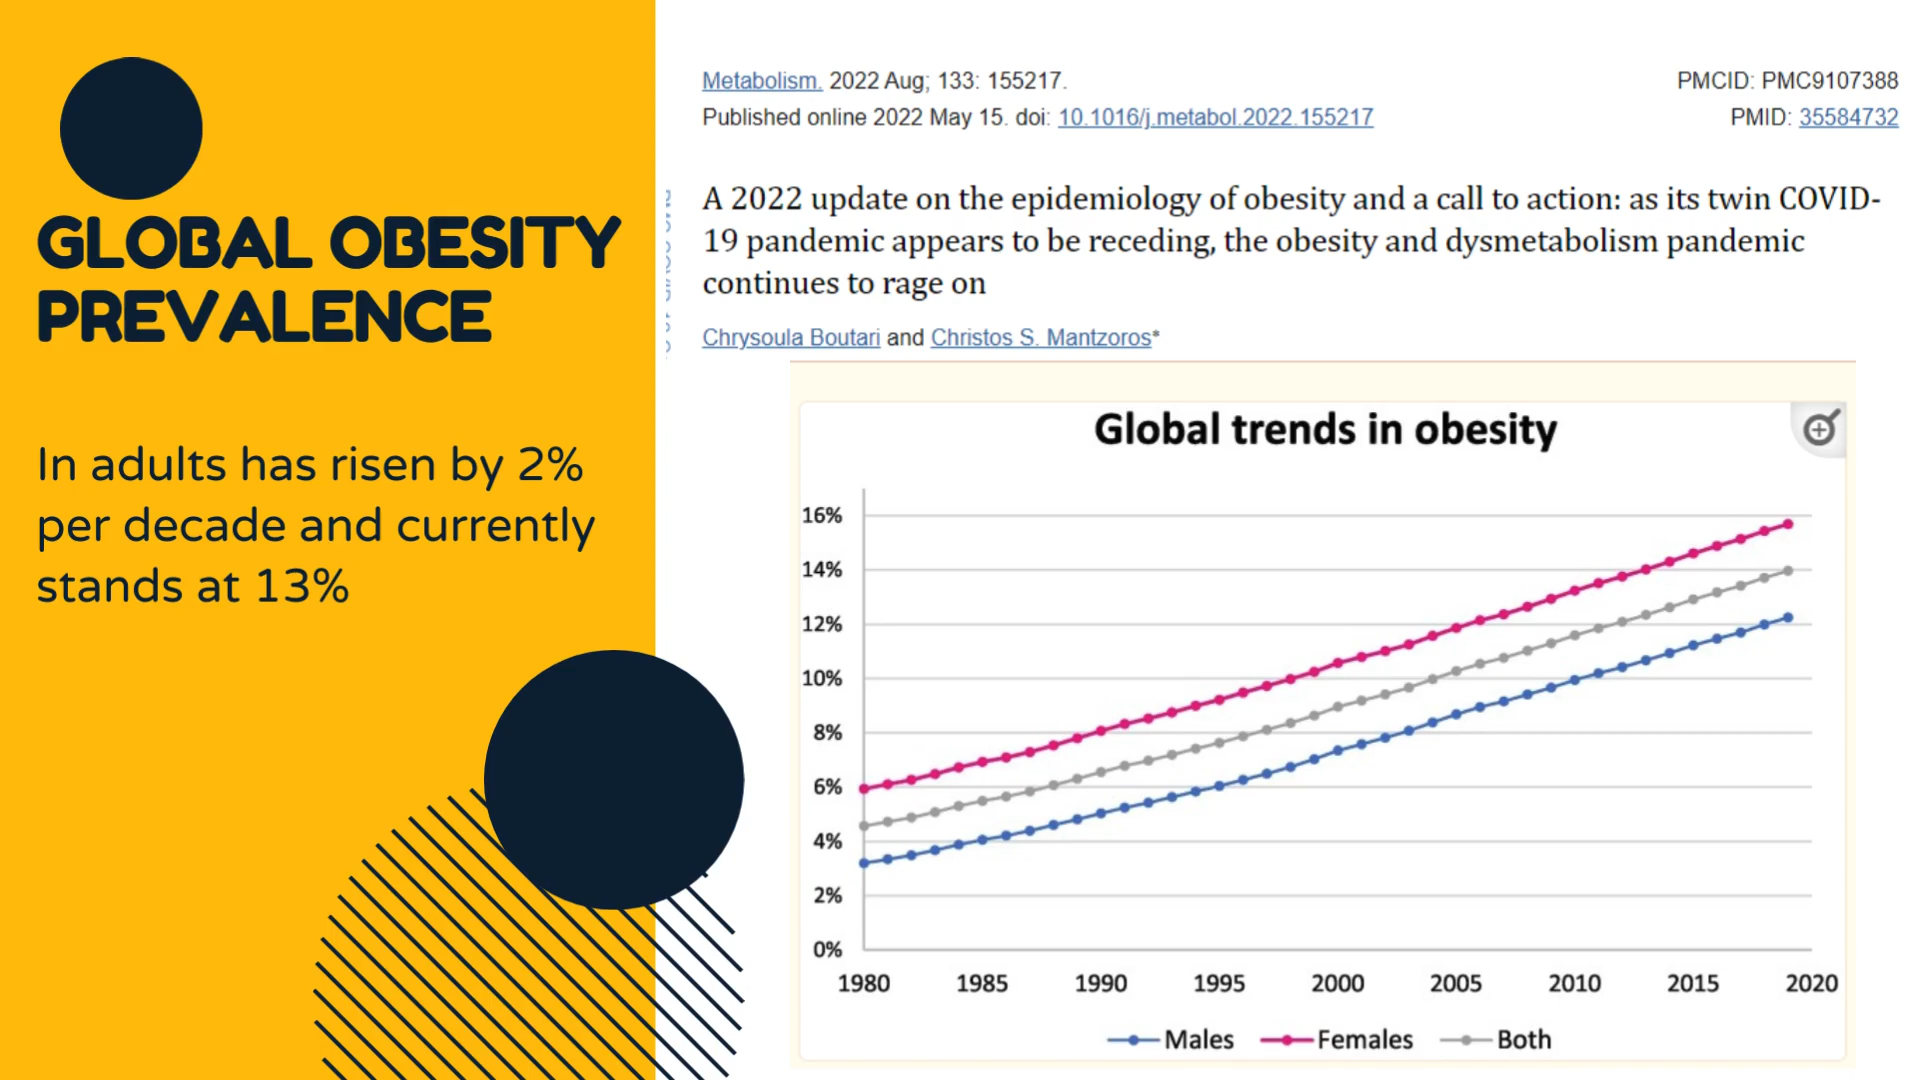 GLOBAL OBESITY
PREVALENCE
In adults has risen by 2%
per decade and currently
stands at 13%
Metabolism. 2022 Aug; 133: 155217.
PMCID: PMC9107388
Published online 2022 May 15. doi: 10.1016/j.metabol.2022.155217
PMID: 35584732
A 2022 update on the epidemiology of obesity and a call to action: as its twin COVID-
19 pandemic appears to be receding, the obesity and dysmetabolism pandemic
continues to rage on
Chrysoula Boutari and Christos S. Mantzoros*
Global trends in obesity
16%
14%
12%
10%
8%
6%
4%
2%
0%
1980 1985 1990 1995 2000 2005 2010 2015 2020
Males Females Both